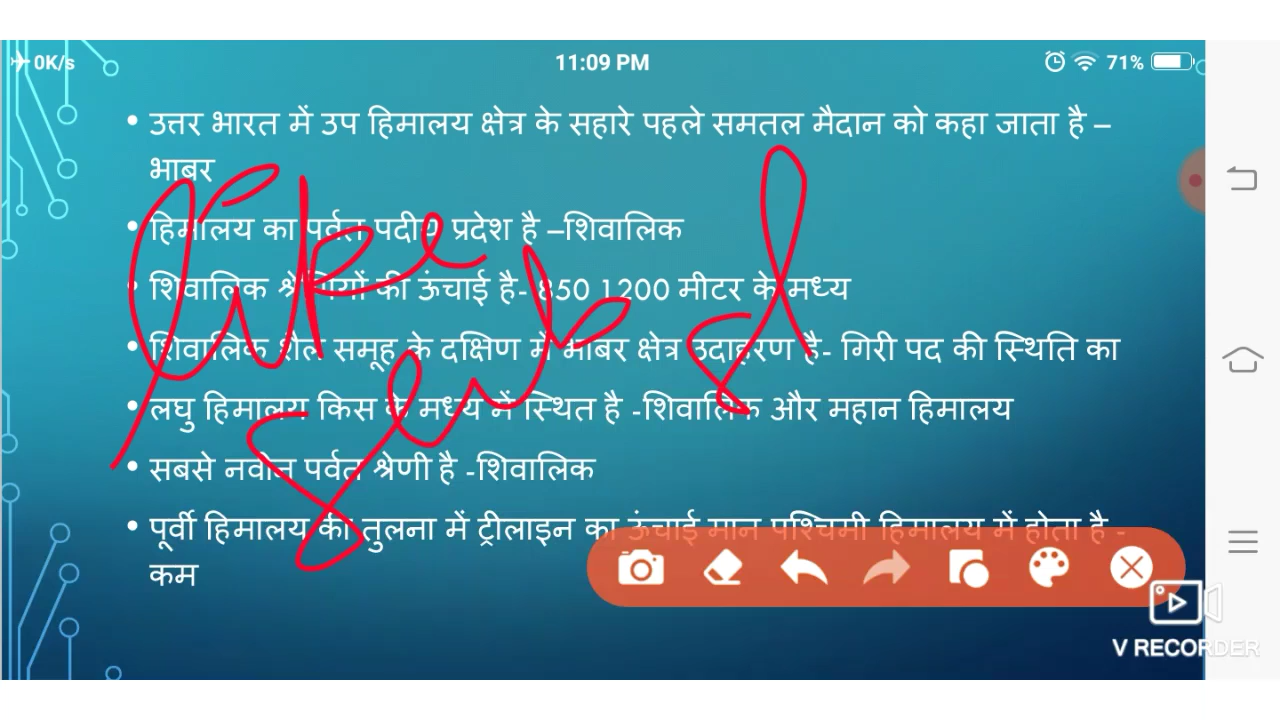 0K/s 11:09 PM 71%
• उत्तर भारत में उप हिमालय क्षेत्र के सहारे पहले समतल मैदान को कहा जाता है –
भाबर
• हिमालय का पर्वत पदीय प्रदेश है –शिवालिक
• शिवालिक श्रेणियों की ऊंचाई है- 850 1200 मीटर के मध्य
• शिवालिक शैल समूह के दक्षिण में भाबर क्षेत्र उदाहरण है- गिरी पद की स्थिति का
• लघु हिमालय किस के मध्य में स्थित है -शिवालिक और महान हिमालय
• सबसे नवीन पर्वत श्रेणी है -शिवालिक
• पूर्वी हिमालय की तुलना में ट्रीलाइन का ऊंचाई मान पश्चिमी हिमालय में होता है -
कम
like
V RECORDER